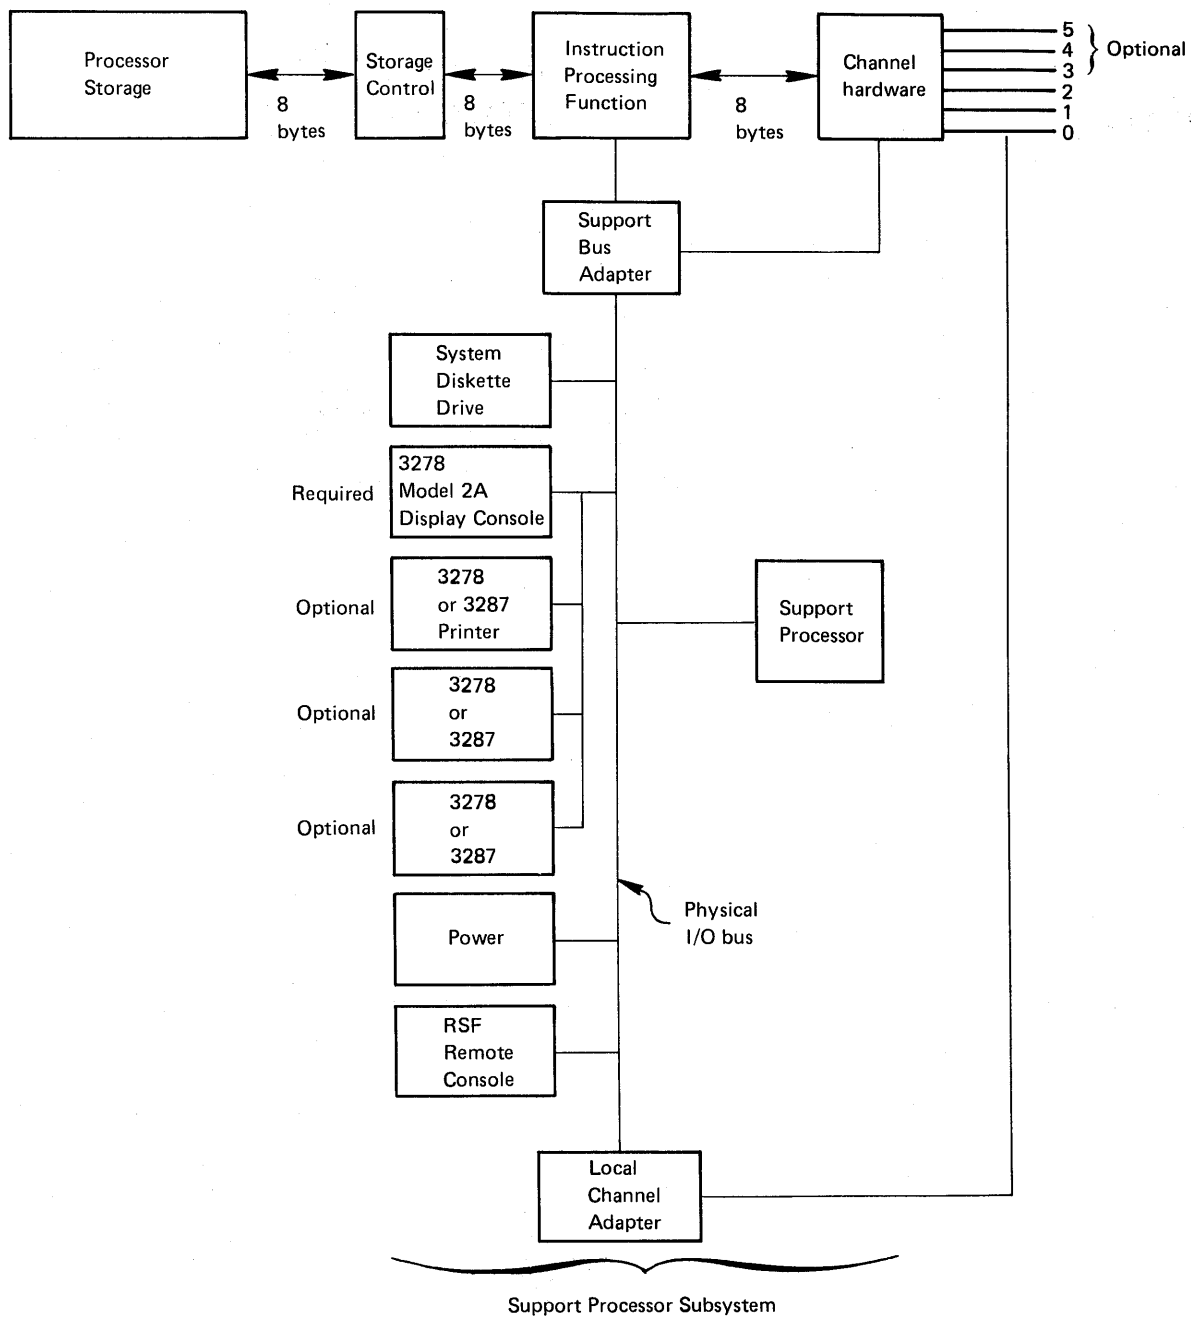 Processor
Storage
8
bytes
Storage
Control
8
bytes
Instruction
Processing
Function
8
bytes
Channel
hardware
5
4
3
2
1
0
Optional
Support
Bus
Adapter
System
Diskette
Drive
Required
3278
Model 2A
Display Console
Optional
3278
or 3287
Printer
Support
Processor
Optional
3278
or
3287
Optional
3278
or
3287
Physical
I/O bus
Power
RSF
Remote
Console
Local
Channel
Adapter
Support Processor Subsystem